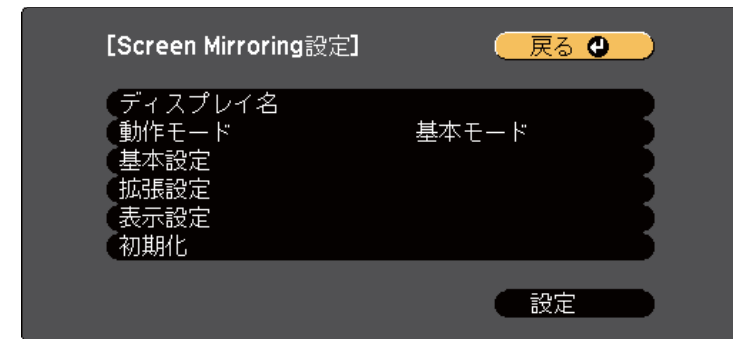 [Screen Mirroring設定]
戻る
ディスプレイ名
動作モード 基本モード
基本設定
拡張設定
表示設定
初期化
設定